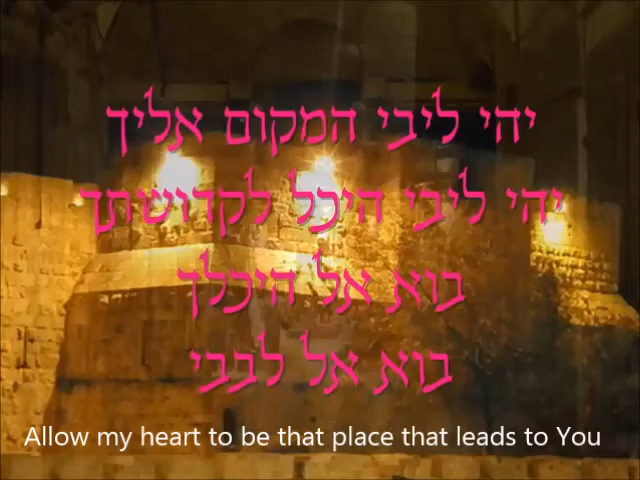 יהי ליבי המקום אליך
יהי ליבי היכל לקדושתך
בוא אל היכלך
בוא אל לבבי
Allow my heart to be that place that leads to You